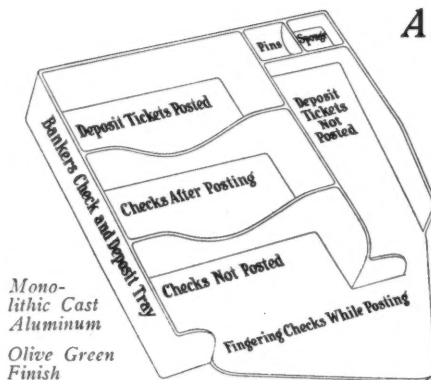 A
Pins
Sponge
Deposit Tickets Posted
Deposit
Tickets
Not
Posted
Bankers Check and Deposit Tray
Checks After Posting
Checks Not Posted
Fingering Checks While Posting
Mono-
lithic Cast
Aluminum
Olive Green
Finish